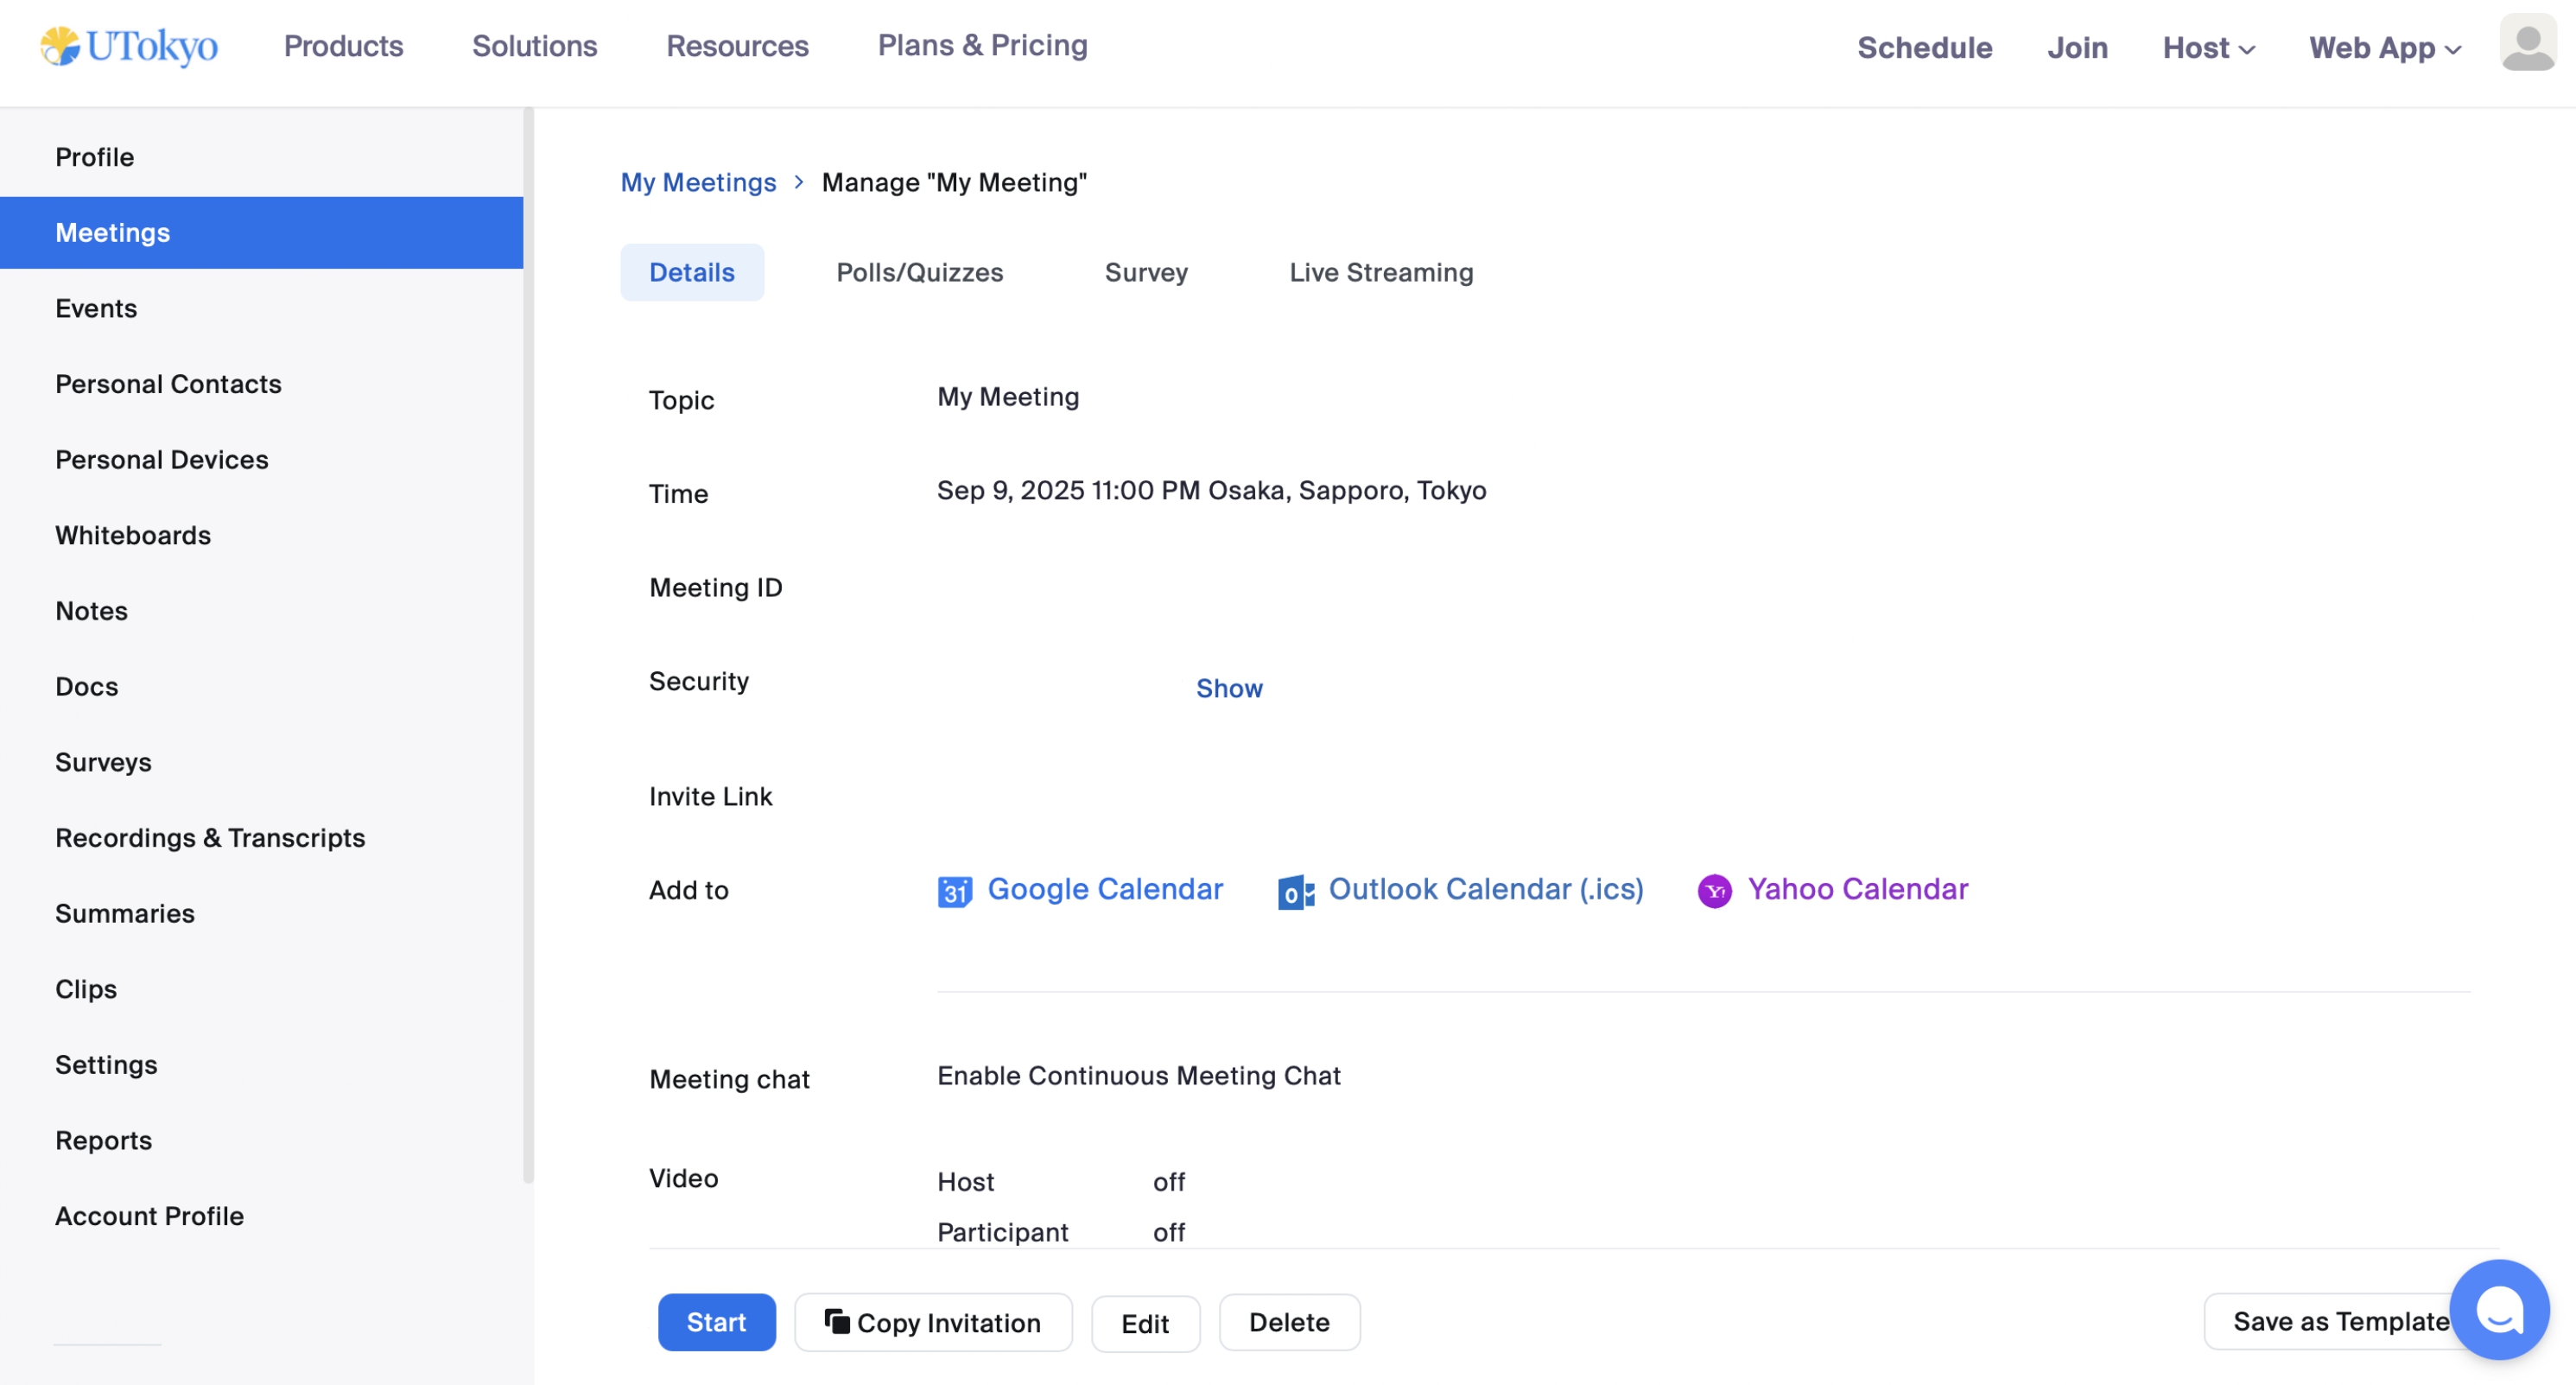 UTokyo Products Solutions Resources Plans & Pricing Schedule Join Host Web App
Profile
Meetings
Events
Personal Contacts
Personal Devices
Whiteboards
Notes
Docs
Surveys
Recordings & Transcripts
Summaries
Clips
Settings
Reports
Account Profile
My Meetings > Manage "My Meeting"
Details Polls/Quizzes Survey Live Streaming
Topic My Meeting
Time Sep 9, 2025 11:00 PM Osaka, Sapporo, Tokyo
Meeting ID
Security Show
Invite Link
Add to 31 Google Calendar Outlook Calendar (.ics) Yahoo Calendar
Meeting chat Enable Continuous Meeting Chat
Video Host off
Participant off
Start Copy Invitation Edit Delete Save as Template